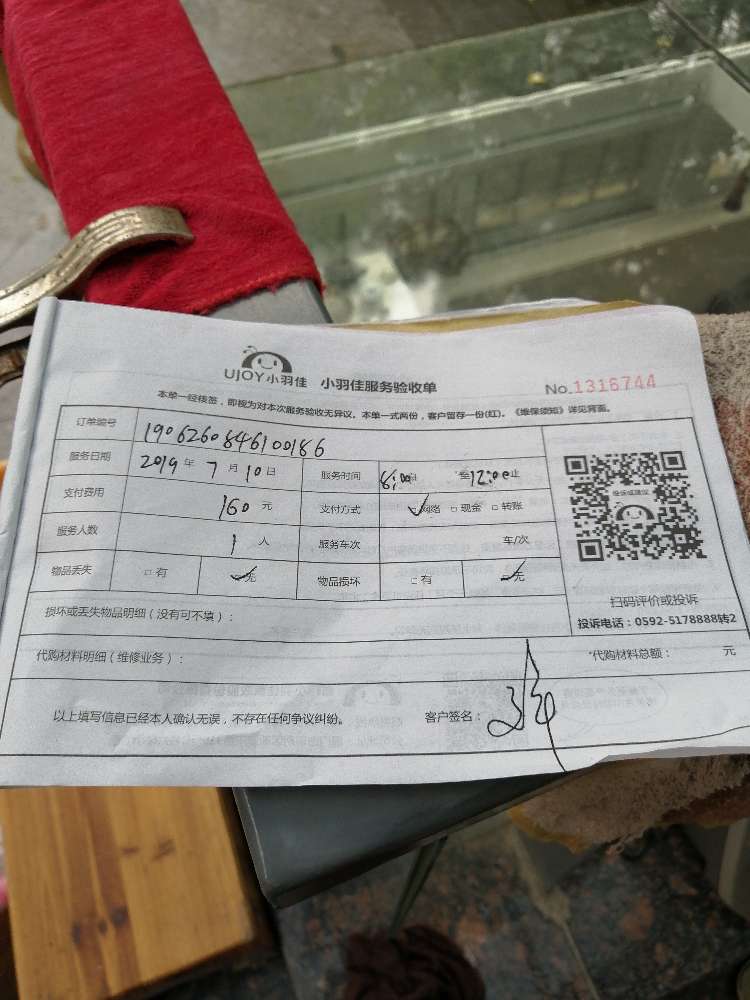 UJOY小羽佳 小羽佳服务验收单 No.1316744
本单一经核签，即视为对本次服务验收无异议。本单一式两份，客户留存一份(红)。《维保须知》详见背面。
订单编号 1906260846100186
服务日期 2019年7月10日 服务时间 8:00始 至12:00止
支付费用 160元 支付方式 ☑网络 □现金 □转账
服务人数 1人 服务车次 车/次
物品丢失 □有 ☑无 物品损坏 □有 ☑无
扫码评价或投诉
投诉电话：0592-5178888转2
损坏或丢失物品明细（没有可不填）：
代购材料明细（维修业务）： *代购材料总额： 元
以上填写信息已经本人确认无误，不存在任何争议纠纷。 客户签名：